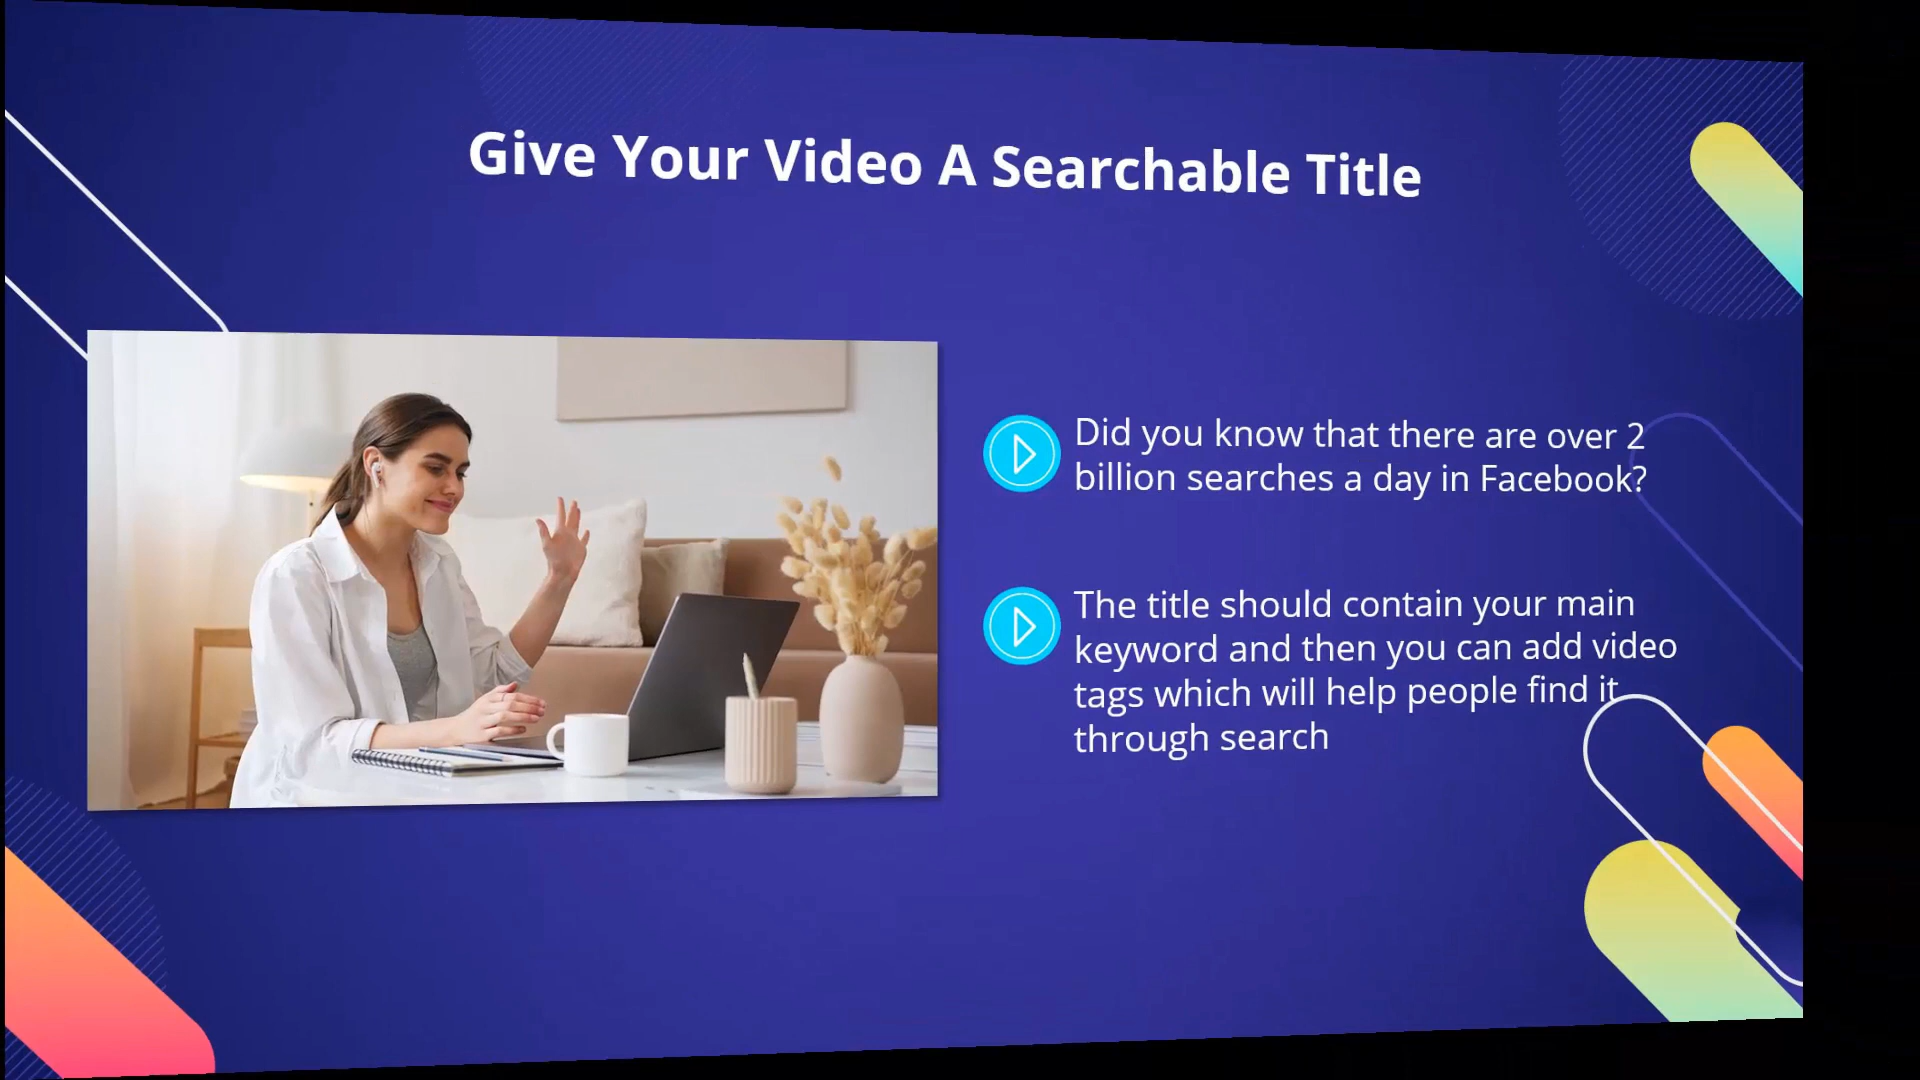 Give Your Video A Searchable Title
Did you know that there are over 2
billion searches a day in Facebook?
The title should contain your main
keyword and then you can add video
tags which will help people find it
through search